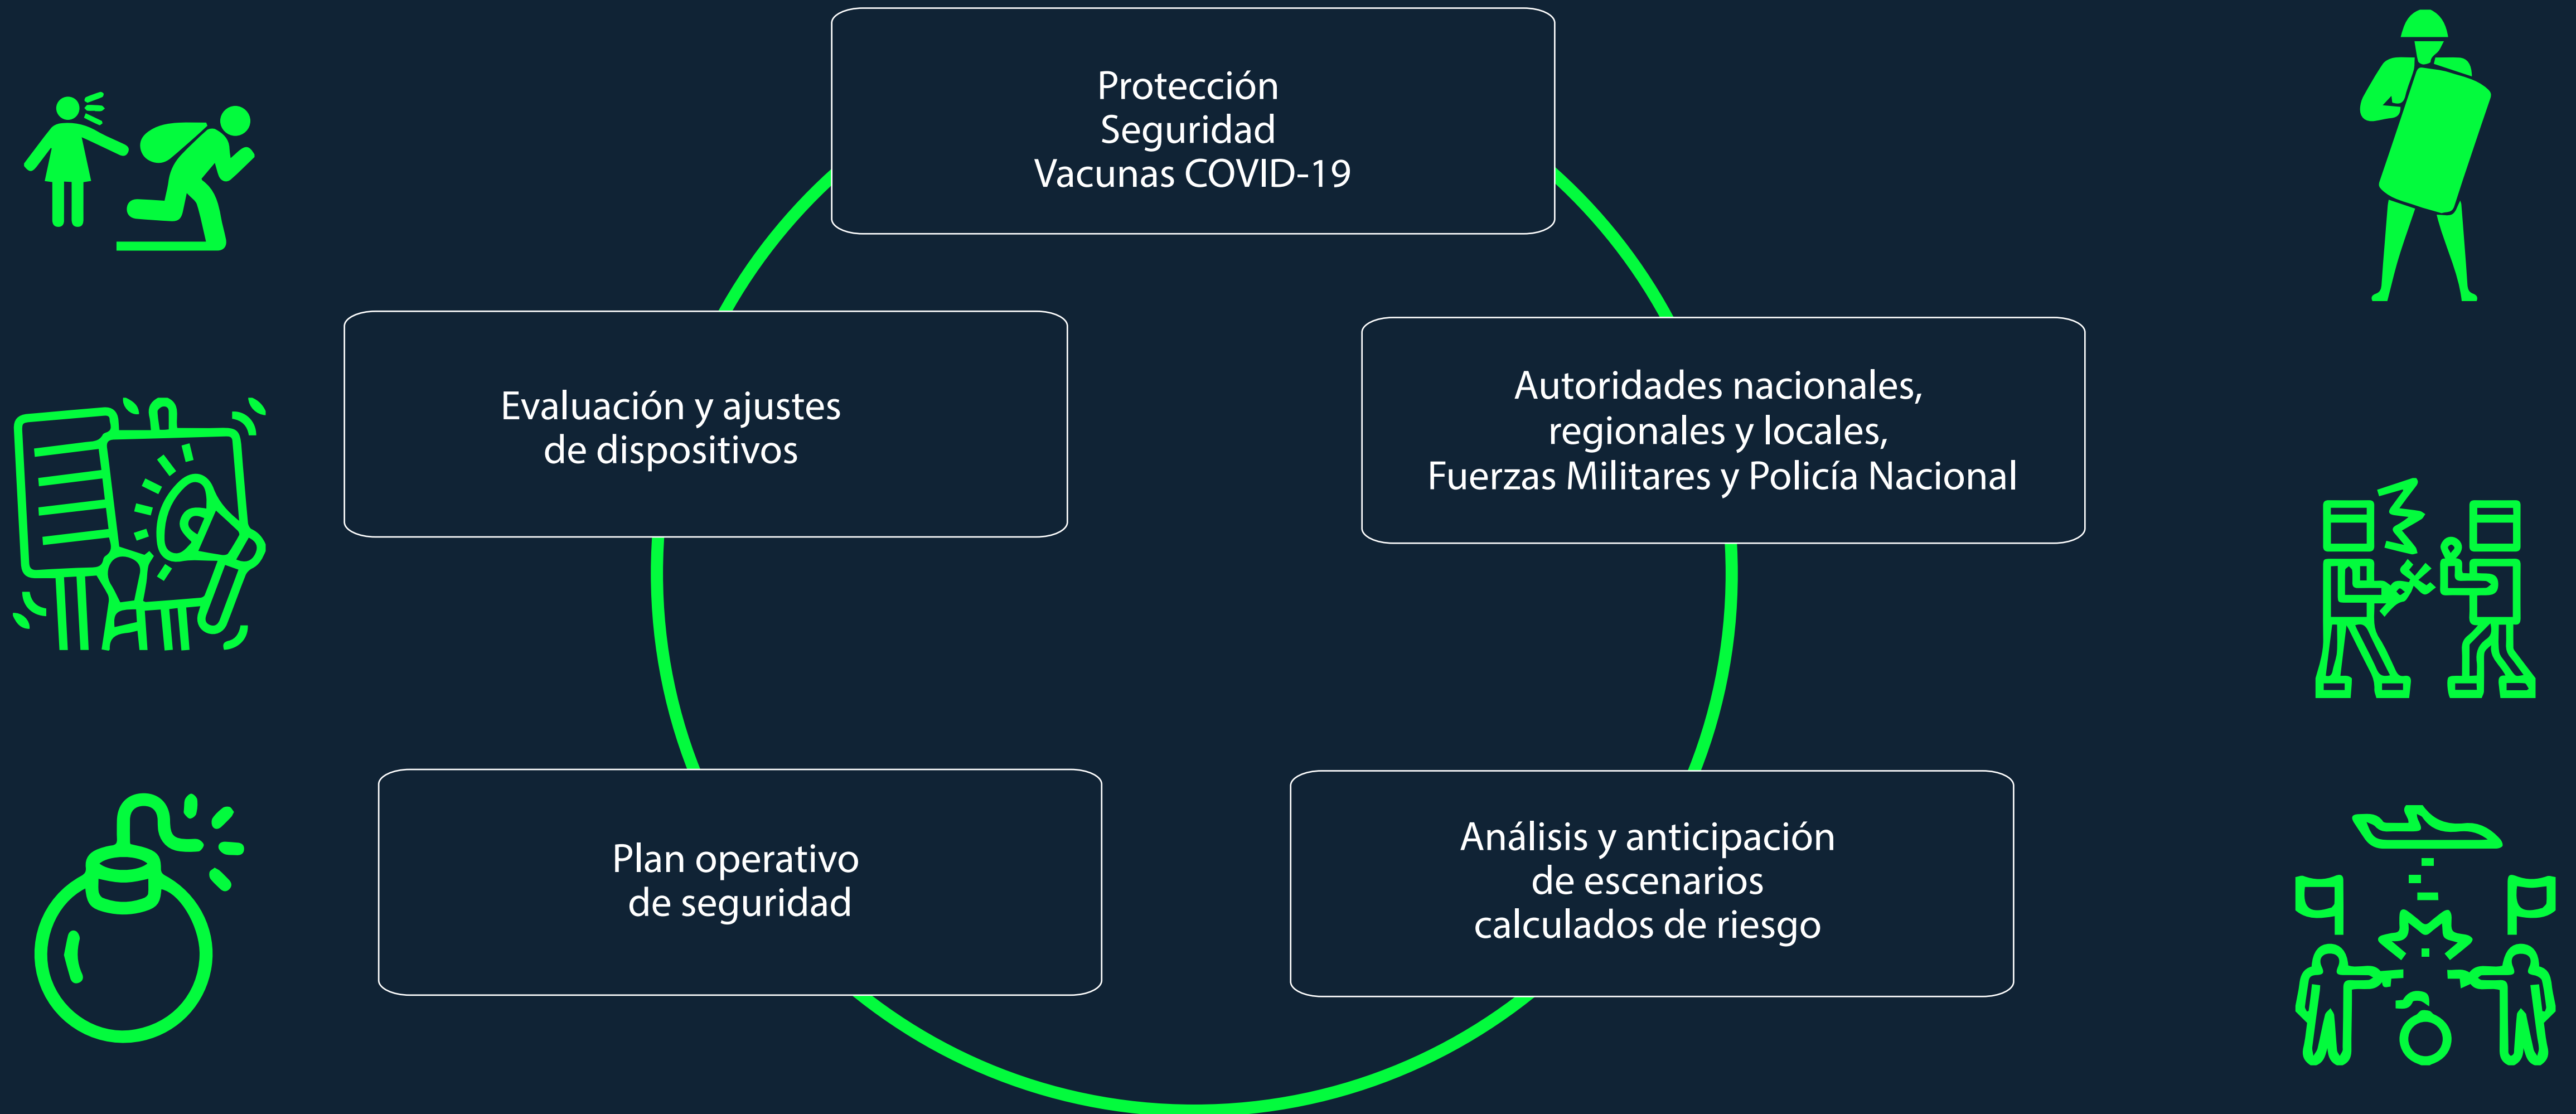 Protección
Seguridad
Vacunas COVID-19
Evaluación y ajustes
de dispositivos
Autoridades nacionales,
regionales y locales,
Fuerzas Militares y Policía Nacional
Plan operativo
de seguridad
Análisis y anticipación
de escenarios
calculados de riesgo